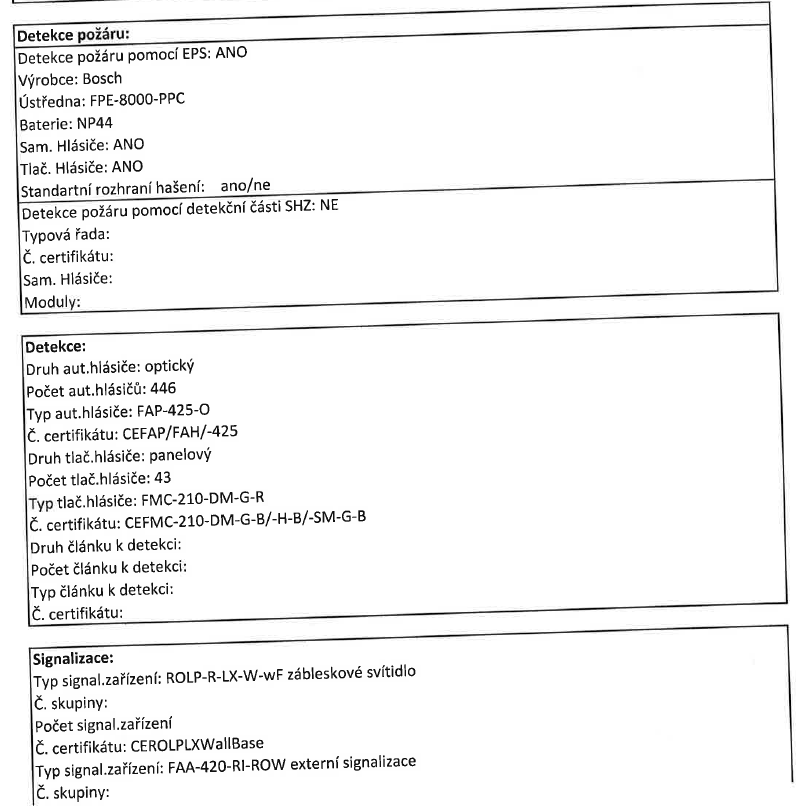 Detekce požáru:
Detekce požáru pomocí EPS: ANO
Výrobce: Bosch
Ústředna: FPE-8000-PPC
Baterie: NP44
Sam. Hlásiče: ANO
Tlač. Hlásiče: ANO
Standartní rozhraní hašení: ano/ne
Detekce požáru pomocí detekční části SHZ: NE
Typová řada:
Č. certifikátu:
Sam. Hlásiče:
Moduly:
Detekce:
Druh aut.hlásiče: optický
Počet aut.hlásičů: 446
Typ aut.hlásiče: FAP-425-O
Č. certifikátu: CEFAP/FAH/-425
Druh tlač.hlásiče: panelový
Počet tlač.hlásiče: 43
Typ tlač.hlásiče: FMC-210-DM-G-R
Č. certifikátu: CEFMC-210-DM-G-B/-H-B/-SM-G-B
Druh článku k detekci:
Počet článku k detekci:
Typ článku k detekci:
Č. certifikátu:
Signalizace:
Typ signal.zařízení: ROLP-R-LX-W-wF zábleskové svítidlo
Č. skupiny:
Počet signal.zařízení
Č. certifikátu: CEROLPLXWallBase
Typ signal.zařízení: FAA-420-RI-ROW externí signalizace
Č. skupiny: